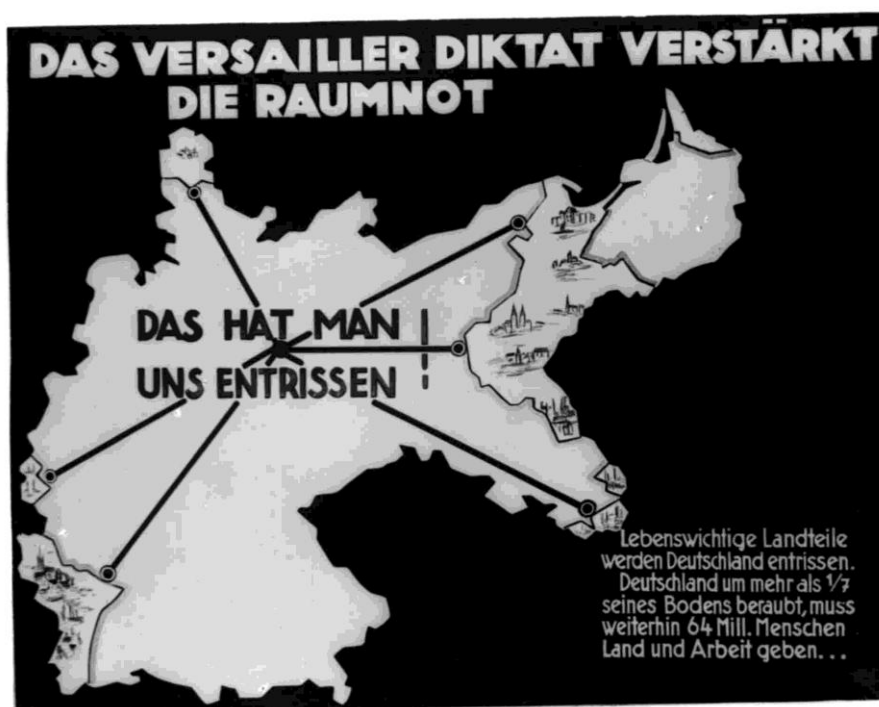 DAS VERSAILLER DIKTAT VERSTÄRKT
DIE RAUMNOT
DAS HAT MAN
UNS ENTRISSEN !
Lebenswichtige Landteile
werden Deutschland entrissen.
Deutschland um mehr als 1/7
seines Bodens beraubt, muss
weiterhin 64 Mill. Menschen
Land und Arbeit geben...